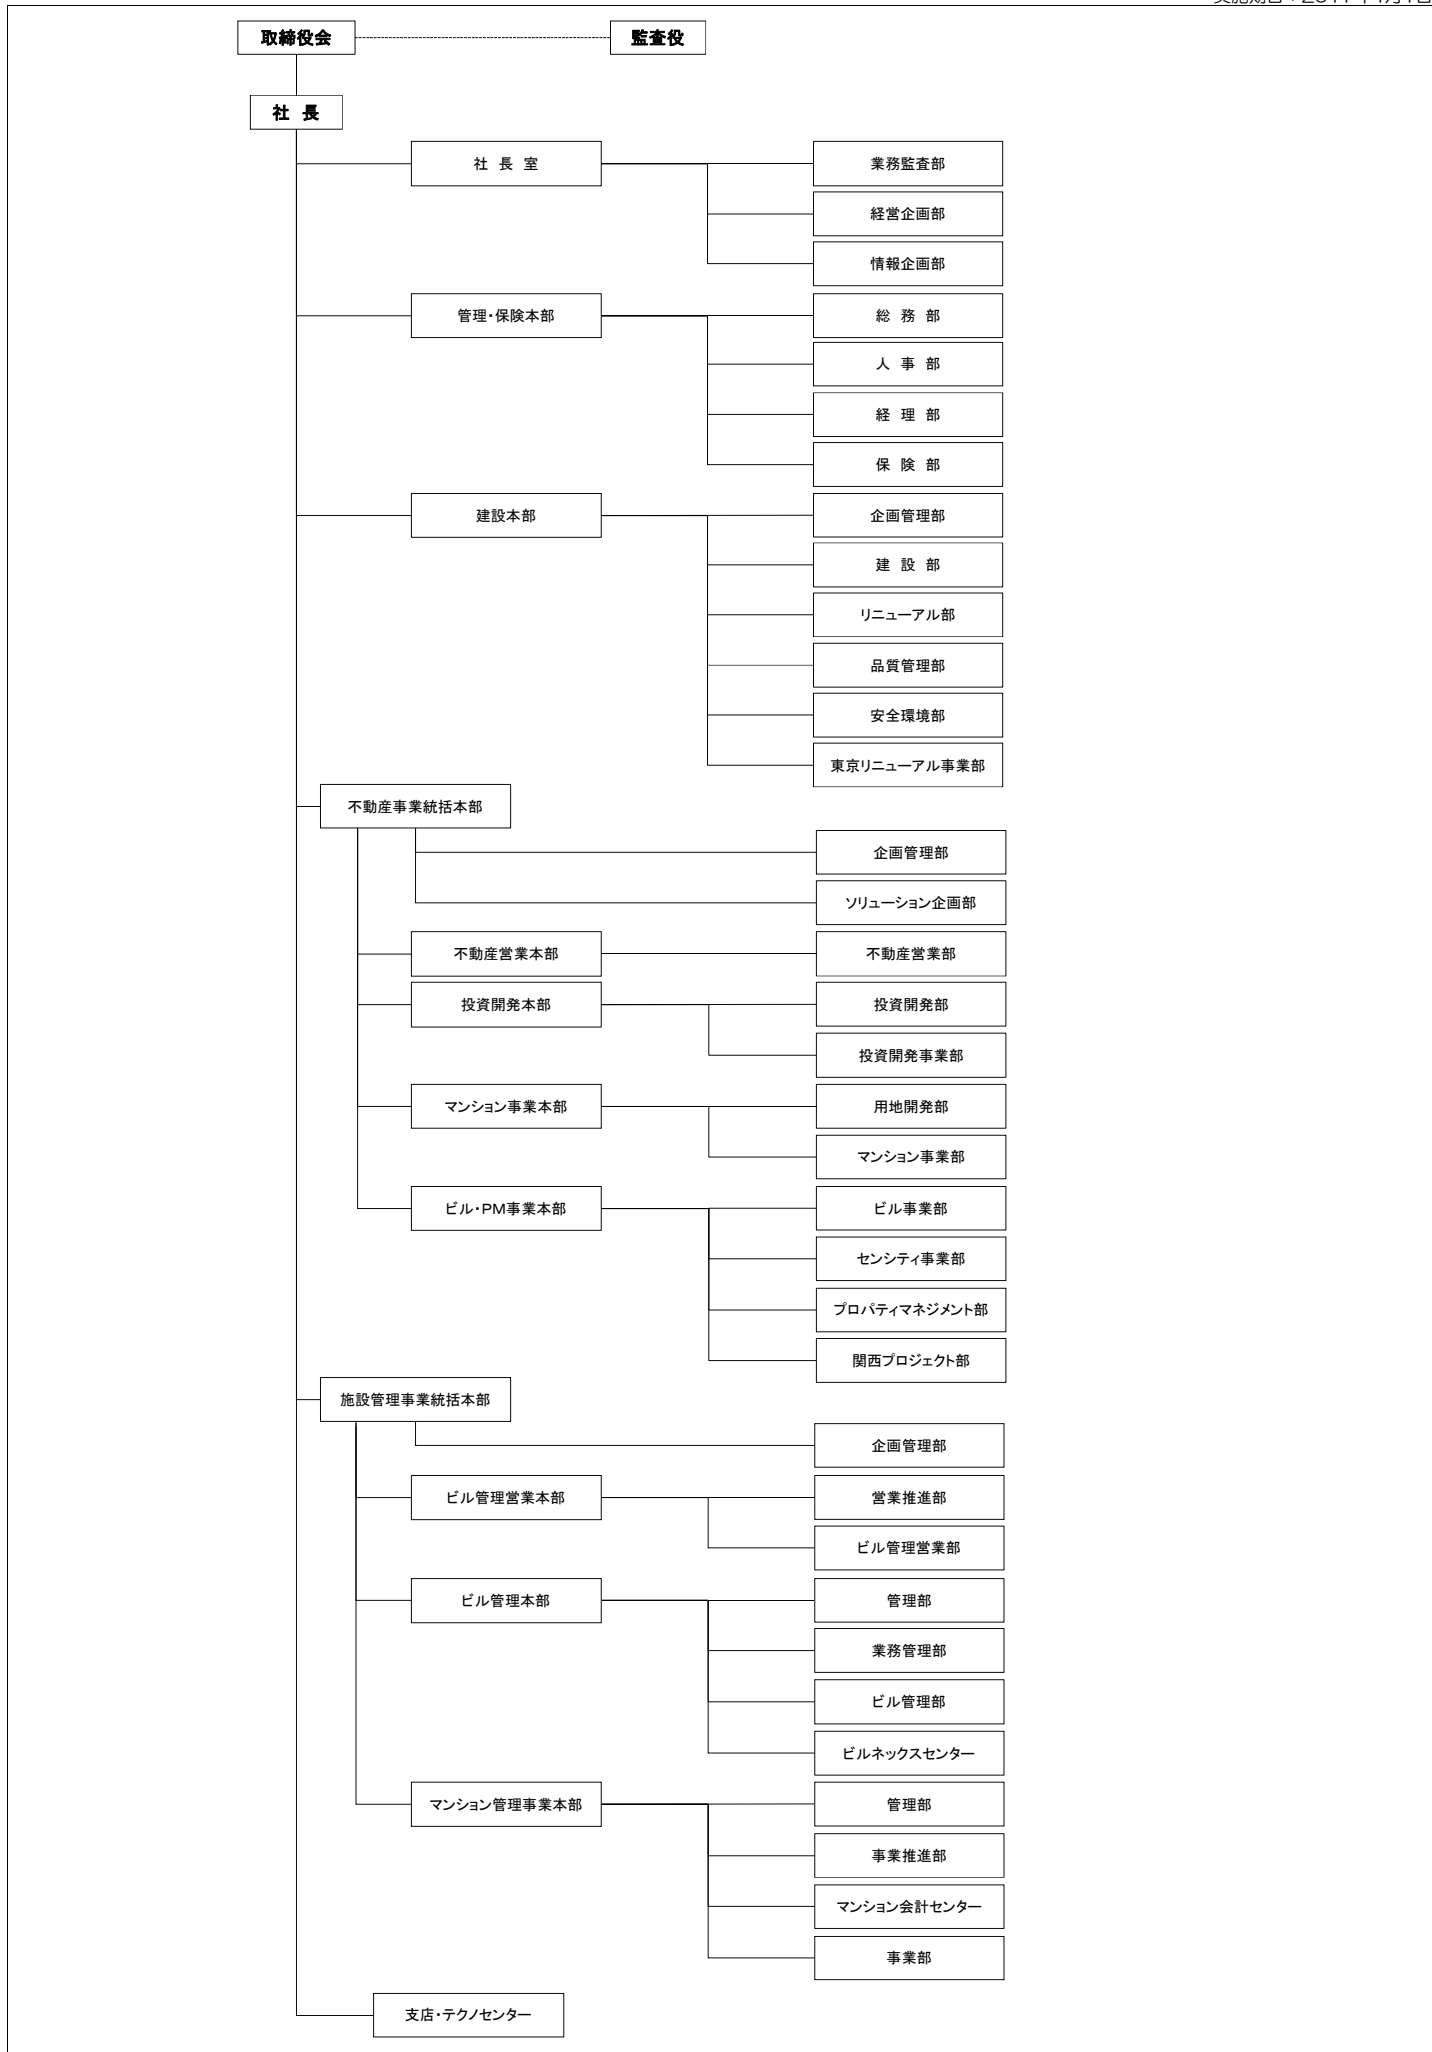 取締役会 監査役
社 長
社 長 室 業務監査部
経営企画部
情報企画部
管理・保険本部 総 務 部
人 事 部
経 理 部
保 険 部
建設本部 企画管理部
建 設 部
リニューアル部
品質管理部
安全環境部
東京リニューアル事業部
不動産事業統括本部
企画管理部
ソリューション企画部
不動産営業本部 不動産営業部
投資開発本部 投資開発部
投資開発事業部
マンション事業本部 用地開発部
マンション事業部
ビル・PM事業本部 ビル事業部
センシティ事業部
プロパティマネジメント部
関西プロジェクト部
施設管理事業統括本部
企画管理部
ビル管理営業本部 営業推進部
ビル管理営業部
ビル管理本部 管理部
業務管理部
ビル管理部
ビルネックスセンター
マンション管理事業本部 管理部
事業推進部
マンション会計センター
事業部
支店・テクノセンター